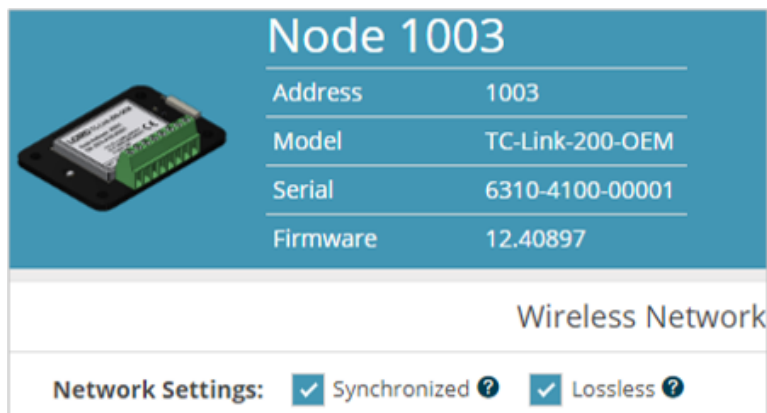 Node 1003
Address 1003
Model TC-Link-200-OEM
Serial 6310-4100-00001
Firmware 12.40897
Wireless Network
Network Settings: Synchronized ? Lossless ?